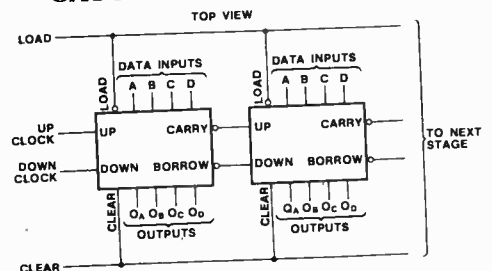 TOP VIEW
LOAD
LOAD
DATA INPUTS
A B C D
LOAD
DATA INPUTS
A B C D
UP CLOCK
UP
CARRY
UP
CARRY
TO NEXT STAGE
DOWN CLOCK
DOWN
BORROW
DOWN
BORROW
CLEAR
QA QB QC QD
OUTPUTS
CLEAR
QA QB QC QD
OUTPUTS
CLEAR